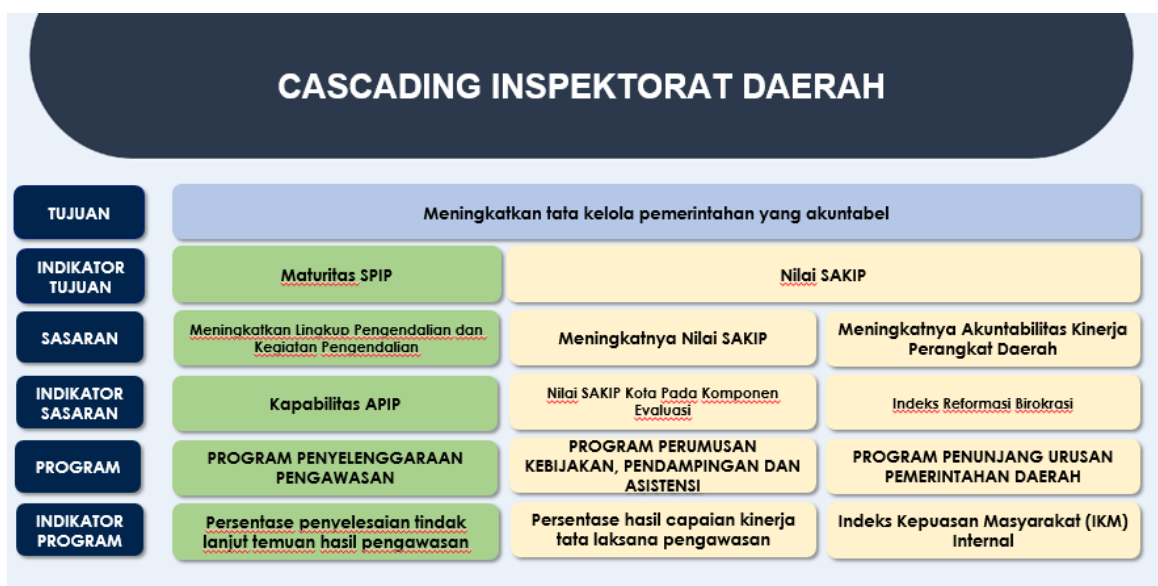 CASCADING INSPEKTORAT DAERAH
TUJUAN
Meningkatkan tata kelola pemerintahan yang akuntabel
INDIKATOR
TUJUAN
Maturitas SPIP
Nilai SAKIP
SASARAN
Meningkatkan Lingkup Pengendalian dan
Kegiatan Pengendalian
Meningkatnya Nilai SAKIP
Meningkatnya Akuntabilitas Kinerja
Perangkat Daerah
INDIKATOR
SASARAN
Kapabilitas APIP
Nilai SAKIP Kota Pada Komponen
Evaluasi
Indeks Reformasi Birokrasi
PROGRAM
PROGRAM PENYELENGGARAAN
PENGAWASAN
PROGRAM PERUMUSAN
KEBIJAKAN, PENDAMPINGAN DAN
ASISTENSI
PROGRAM PENUNJANG URUSAN
PEMERINTAHAN DAERAH
INDIKATOR
PROGRAM
Persentase penyelesaian tindak
lanjut temuan hasil pengawasan
Persentase hasil capaian kinerja
tata laksana pengawasan
Indeks Kepuasan Masyarakat (IKM)
Internal